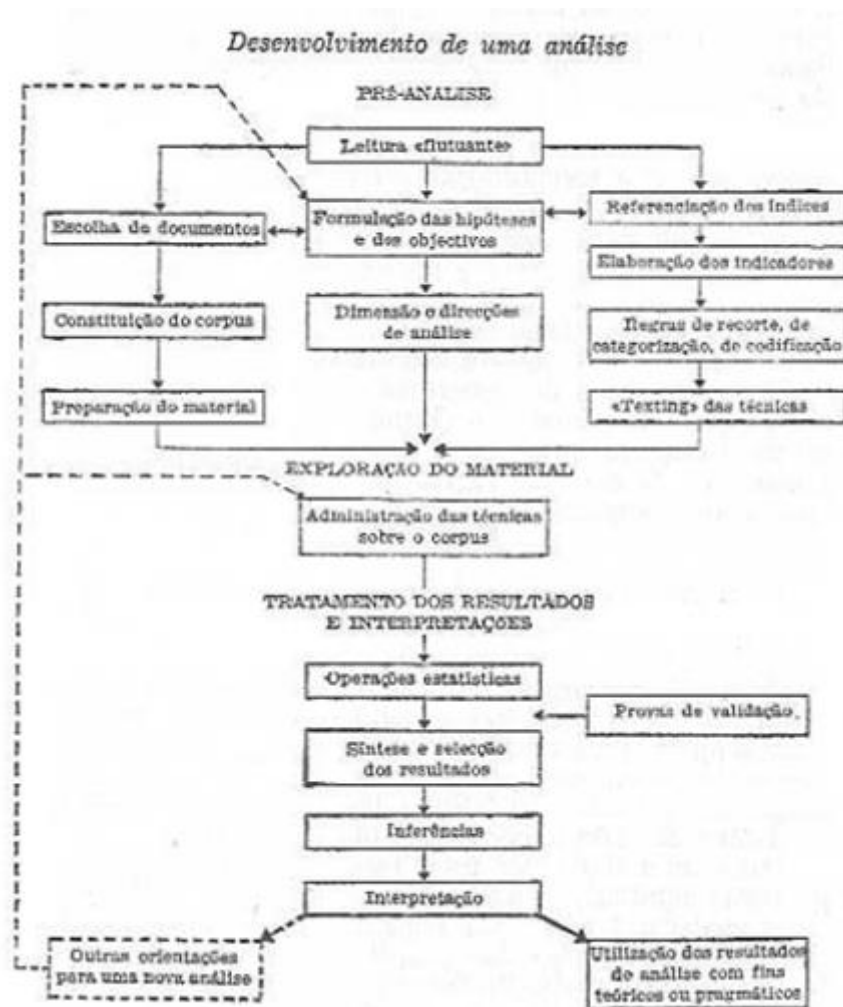 Desenvolvimento de uma análise
PRÉ-ANÁLISE
Leitura «flutuante»
Escolha de documentos
Formulação das hipóteses
e dos objectivos
Referenciação dos índices
Elaboração dos indicadores
Constituição do corpus
Dimensão e direcções
de análise
Regras de recorte, de
categorização, de codificação
Preparação do material
«Texting» das técnicas
EXPLORAÇÃO DO MATERIAL
Administração das técnicas
sobre o corpus
TRATAMENTO DOS RESULTADOS
E INTERPRETAÇÕES
Operações estatísticas
Provas de validação
Síntese e selecção
dos resultados
Inferências
Interpretação
Outras orientações
para uma nova análise
Utilização dos resultados
de análise com fins
teóricos ou pragmáticos